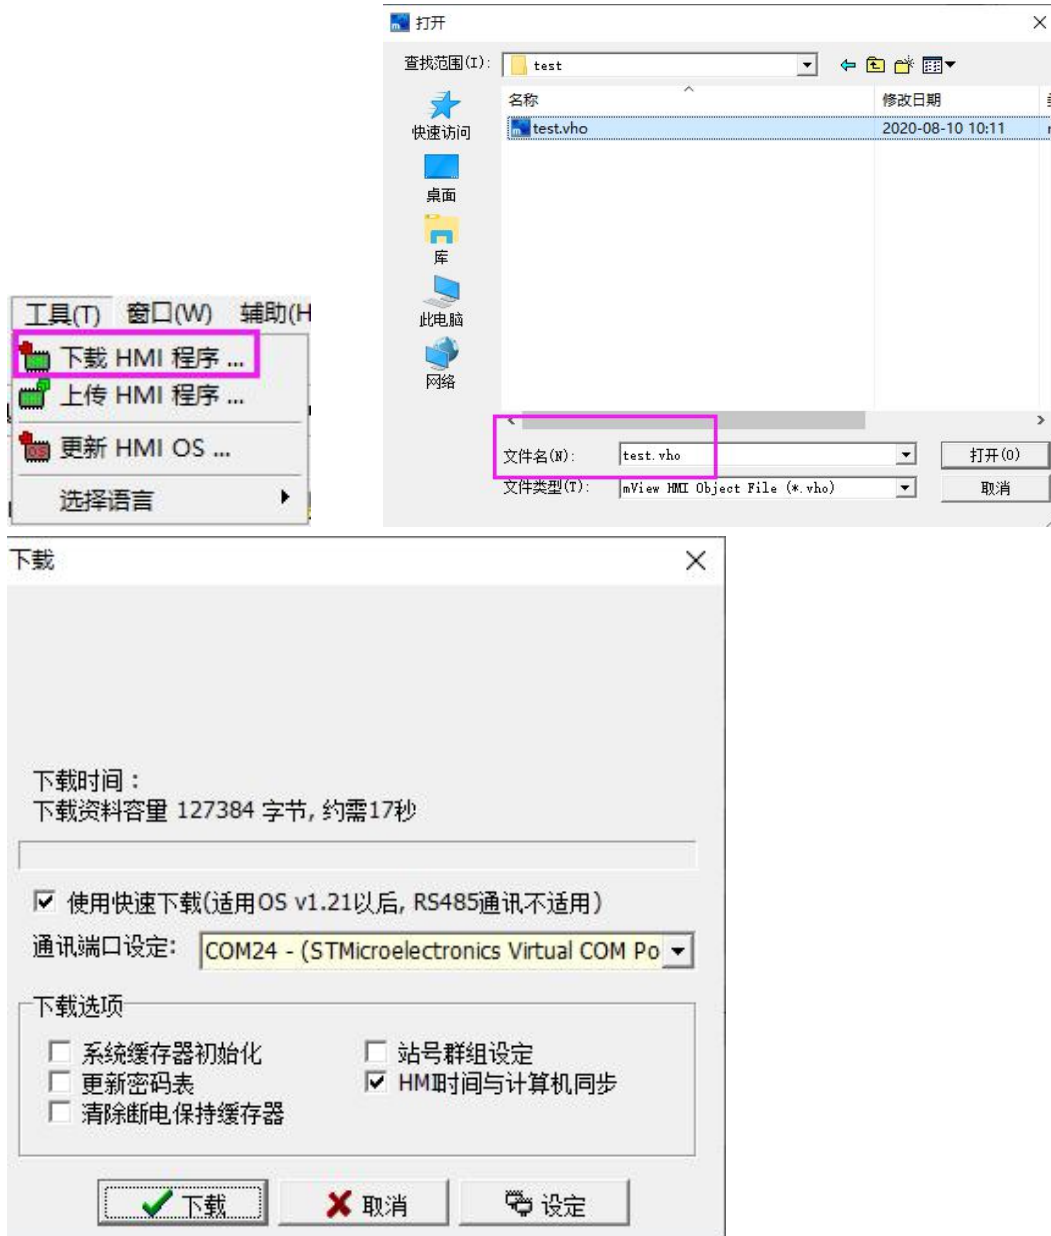 打开
查找范围(I):
test
名称
修改日期
test.vho
2020-08-10 10:11
快速访问
桌面
库
此电脑
网络
文件名(N):
test.vho
打开(O)
文件类型(T):
mView HMI Object File (*.vho)
取消
工具(T) 窗口(W) 辅助(H
下载 HMI 程序 ...
上传 HMI 程序 ...
OS
更新 HMI OS ...
选择语言
下载
下载时间：
下载资料容量 127384 字节, 约需17秒
使用快速下载(适用OS v1.21以后, RS485通讯不适用)
通讯端口设定:
COM24 - (STMicroelectronics Virtual COM Po
下载选项
系统缓存器初始化
站号群组设定
更新密码表
HMI时间与计算机同步
清除断电保持缓存器
下载
取消
设定